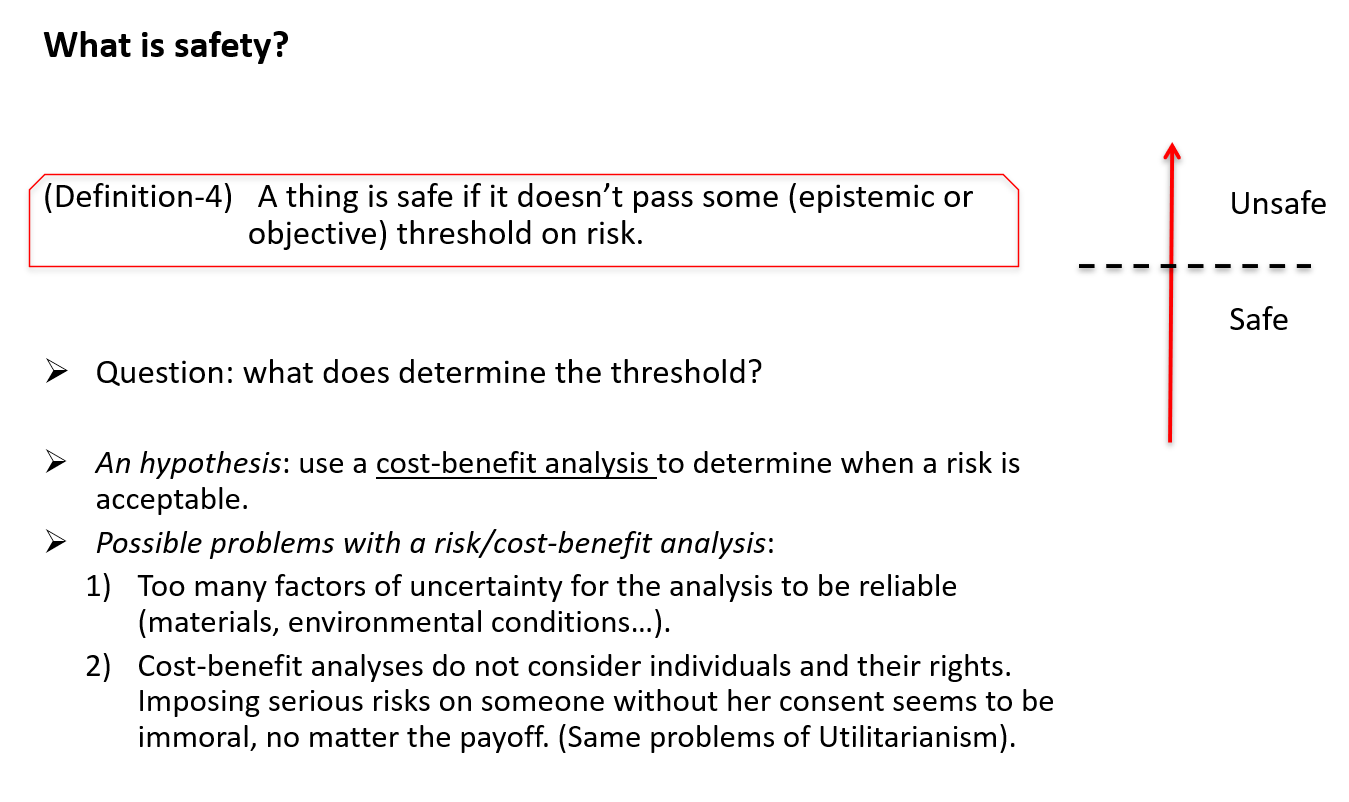 What is safety?
(Definition-4) A thing is safe if it doesn’t pass some (epistemic or
objective) threshold on risk.
Unsafe
Safe
➢ Question: what does determine the threshold?
➢ An hypothesis: use a cost-benefit analysis to determine when a risk is
acceptable.
➢ Possible problems with a risk/cost-benefit analysis:
1) Too many factors of uncertainty for the analysis to be reliable
(materials, environmental conditions…).
2) Cost-benefit analyses do not consider individuals and their rights.
Imposing serious risks on someone without her consent seems to be
immoral, no matter the payoff. (Same problems of Utilitarianism).